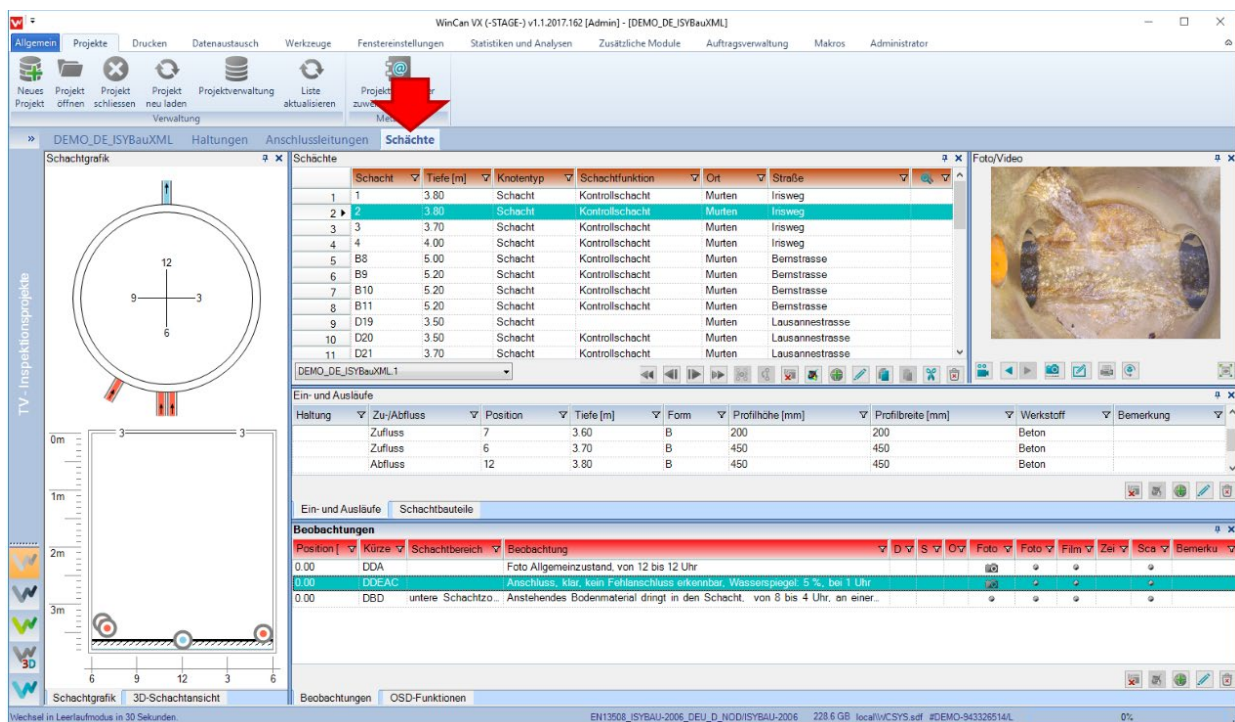 WinCan VX (-STAGE-) v1.1.2017.162 [Admin] - [DEMO_DE_ISYBauXML]
Allgemein Projekte Drucken Datenaustausch Werkzeuge Fenstereinstellungen Statistiken und Analysen Zusätzliche Module Auftragsverwaltung Makros Administrator
Neues Projekt
Projekt öffnen
Projekt schliessen
Projekt neu laden
Projektverwaltung
Liste aktualisieren
Verwaltung
» DEMO_DE_ISYBauXML Haltungen Anschlussleitungen Schächte
TV - Inspektionsprojekte
Schachtgrafik
12
9 3
6
3 3
0m
1m
2m
3m
6 9 12 3 6
Schachtgrafik 3D-Schachtansicht
3D
Schächte
Schacht Tiefe [m] Knotentyp Schachtfunktion Ort Straße
1 1 3.80 Schacht Kontrollschacht Murten Irisweg
2 2 3.80 Schacht Kontrollschacht Murten Irisweg
3 3 3.70 Schacht Kontrollschacht Murten Irisweg
4 4 4.00 Schacht Kontrollschacht Murten Irisweg
5 B8 5.00 Schacht Kontrollschacht Murten Bernstrasse
6 B9 5.20 Schacht Kontrollschacht Murten Bernstrasse
7 B10 5.20 Schacht Kontrollschacht Murten Bernstrasse
8 B11 5.20 Schacht Kontrollschacht Murten Bernstrasse
9 D19 3.50 Schacht Murten Lausannestrasse
10 D20 3.50 Schacht Kontrollschacht Murten Lausannestrasse
11 D21 3.70 Schacht Kontrollschacht Murten Lausannestrasse
DEMO_DE_ISYBauXML.1
Foto/Video
Ein- und Ausläufe
Haltung Zu-/Abfluss Position Tiefe [m] Form Profilhöhe [mm] Profilbreite [mm] Werkstoff Bemerkung
Zufluss 7 3.60 B 200 200 Beton
Zufluss 6 3.70 B 450 450 Beton
Abfluss 12 3.80 B 450 450 Beton
Ein- und Ausläufe Schachtbauteile
Beobachtungen
Position [ Kürze Schachtbereich Beobachtung D S O Foto Foto Film Zei Sca Bemerku
0.00 DDA Foto Allgemeinzustand, von 12 bis 12 Uhr
0.00 DDEAC Anschluss, klar, kein Fehlanschluss erkennbar, Wasserspiegel: 5 %, bei 1 Uhr
0.00 DBD untere Schachtzo... Anstehendes Bodenmaterial dringt in den Schacht, von 8 bis 4 Uhr, an einer...
Beobachtungen OSD-Funktionen
Wechsel in Leerlaufmodus in 30 Sekunden. EN13508_ISYBAU-2006_DEU_D_NOD/ISYBAU-2006 228.6 GB local\WCSYS.sdf #DEMO-943326514/L 0%